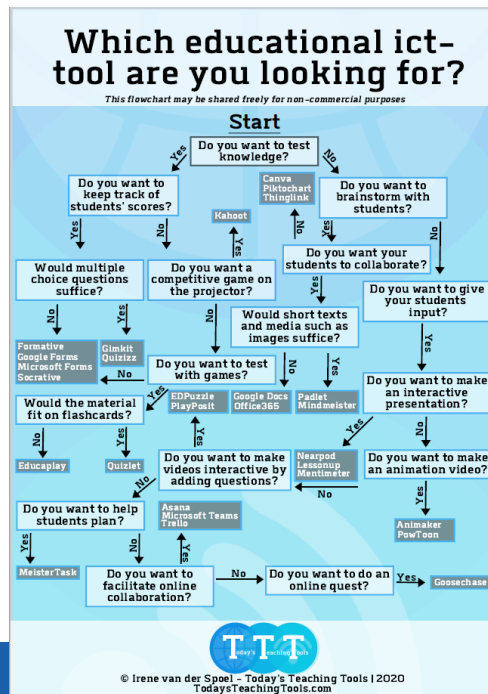 Which educational ict-
tool are you looking for?
This flowchart may be shared freely for non-commercial purposes
Start
Do you want to test
knowledge?
Yes
No
Do you want to
keep track of
students' scores?
Canva
Piktochart
Thinglink
Do you want to
brainstorm with
students?
Yes
No
Kahoot
Yes
No
Yes
No
Would multiple
choice questions
suffice?
Do you want a
competitive game on
the projector?
Do you want your
students to collaborate?
Do you want to give
your students
input?
No
Yes
No
Yes
Would short texts
and media such as
images suffice?
Yes
Formative
Google Forms
Microsoft Forms
Socrative
Gimkit
Quizizz
No
Do you want to test
with games?
No
Yes
Do you want to make
an interactive
presentation?
Would the material
fit on flashcards?
Yes
EDPuzzle
PlayPosit
Google Docs
Office365
Padlet
Mindmeister
Yes
No
No
Yes
Yes
Educaplay
Quizlet
Do you want to make
videos interactive by
adding questions?
Nearpod
Lessonup
Mentimeter
Do you want to make
an animation video?
No
No
Yes
Do you want to help
students plan?
Asana
Microsoft Teams
Trello
Animaker
PowToon
Yes
No
Yes
MeisterTask
Do you want to
facilitate online
collaboration?
No
Do you want to do an
online quest?
Yes
Goosechase
TTT
Today's Teaching Tools
© Irene van der Spoel - Today's Teaching Tools | 2020
TodaysTeachingTools.com